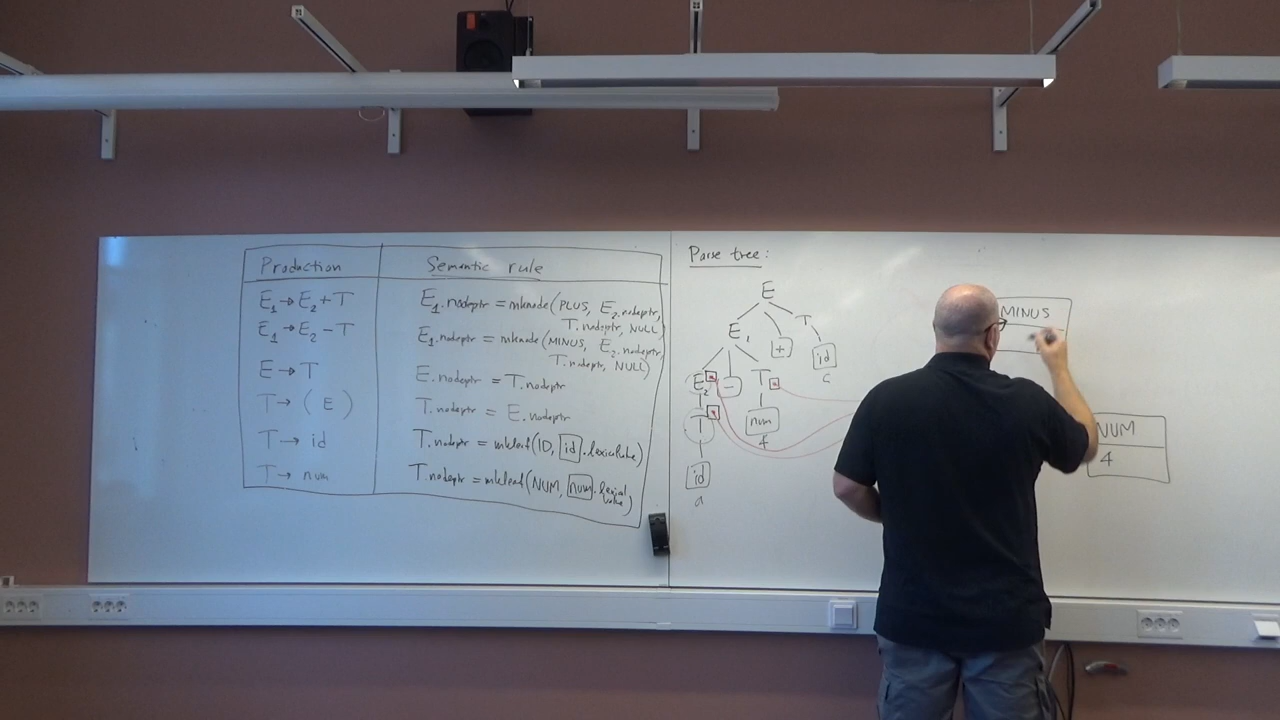 Production Semantic rule
E₁ → E₂ + T E₁.nodeptr = mknode(PLUS, E₂.nodeptr,
T.nodeptr, NULL)
E₁ → E₂ - T E₁.nodeptr = mknode(MINUS, E₂.nodeptr,
T.nodeptr, NULL)
E → T E.nodeptr = T.nodeptr
T → ( E ) T.nodeptr = E.nodeptr
T → id T.nodeptr = mkleaf(ID, id.lexicalvalue)
T → num T.nodeptr = mkleaf(NUM, num.lexical
value)
Parse tree:
E
E₁ + T
id
c
E₂ - T
T num
4
id
a
MINUS
NUM
4